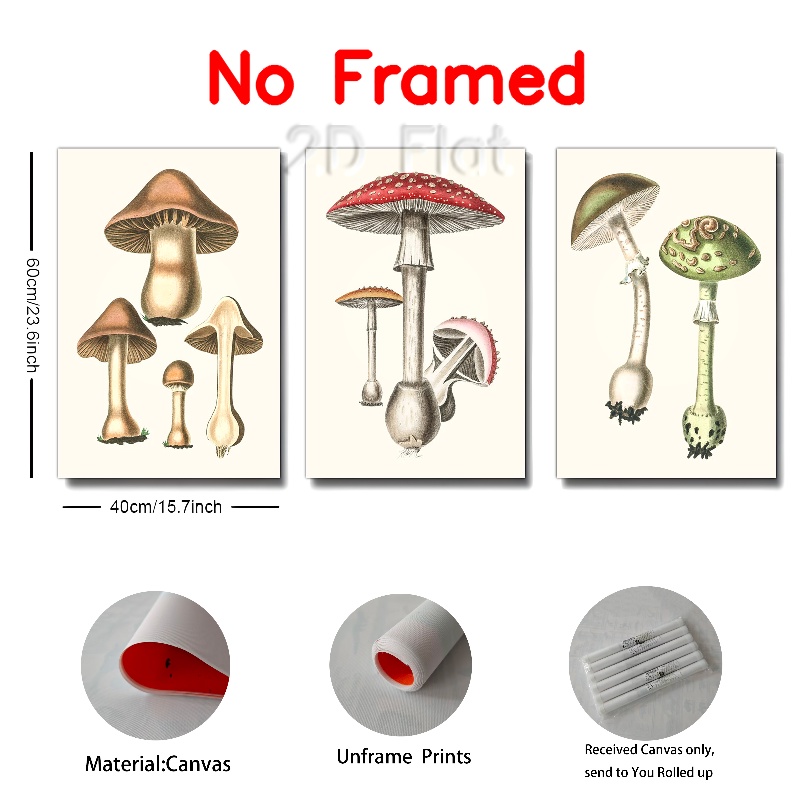 No Framed
2D Flat
60cm/23.6inch
40cm/15.7inch
Material:Canvas
Unframe Prints
Received Canvas only,
send to You Rolled up